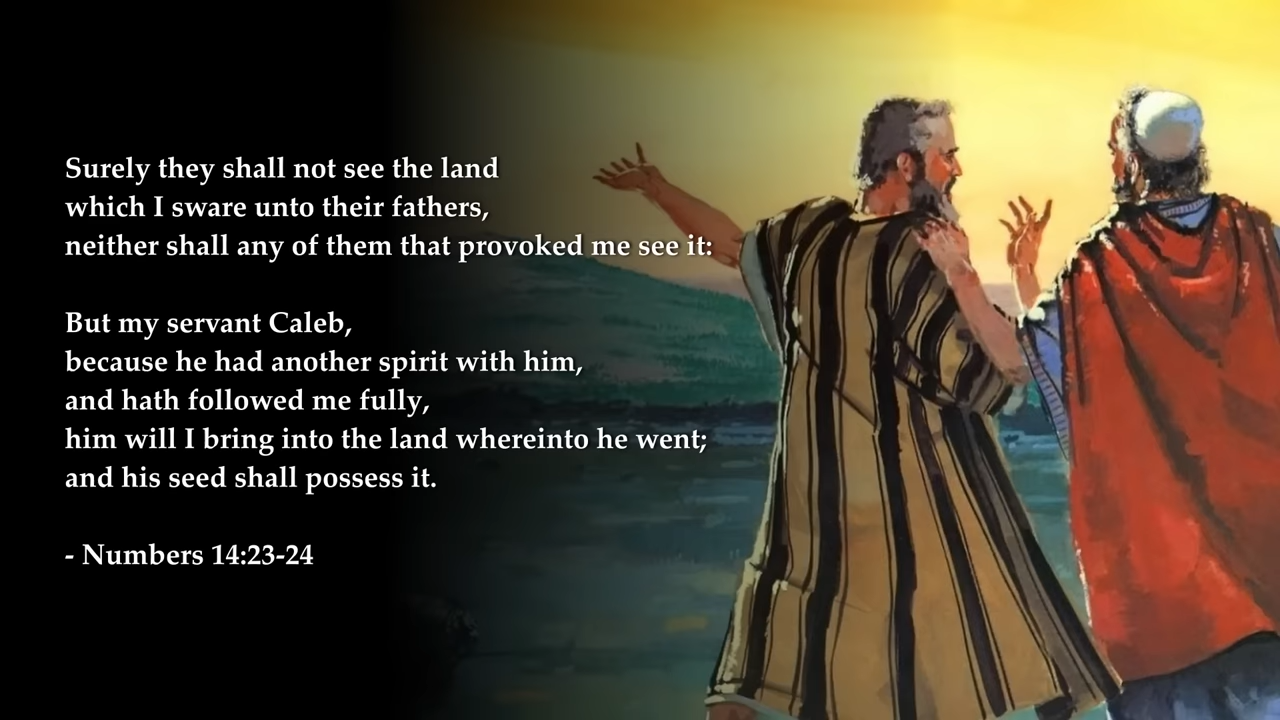 Surely they shall not see the land
which I sware unto their fathers,
neither shall any of them that provoked me see it:
But my servant Caleb,
because he had another spirit with him,
and hath followed me fully,
him will I bring into the land whereinto he went;
and his seed shall possess it.
- Numbers 14:23-24